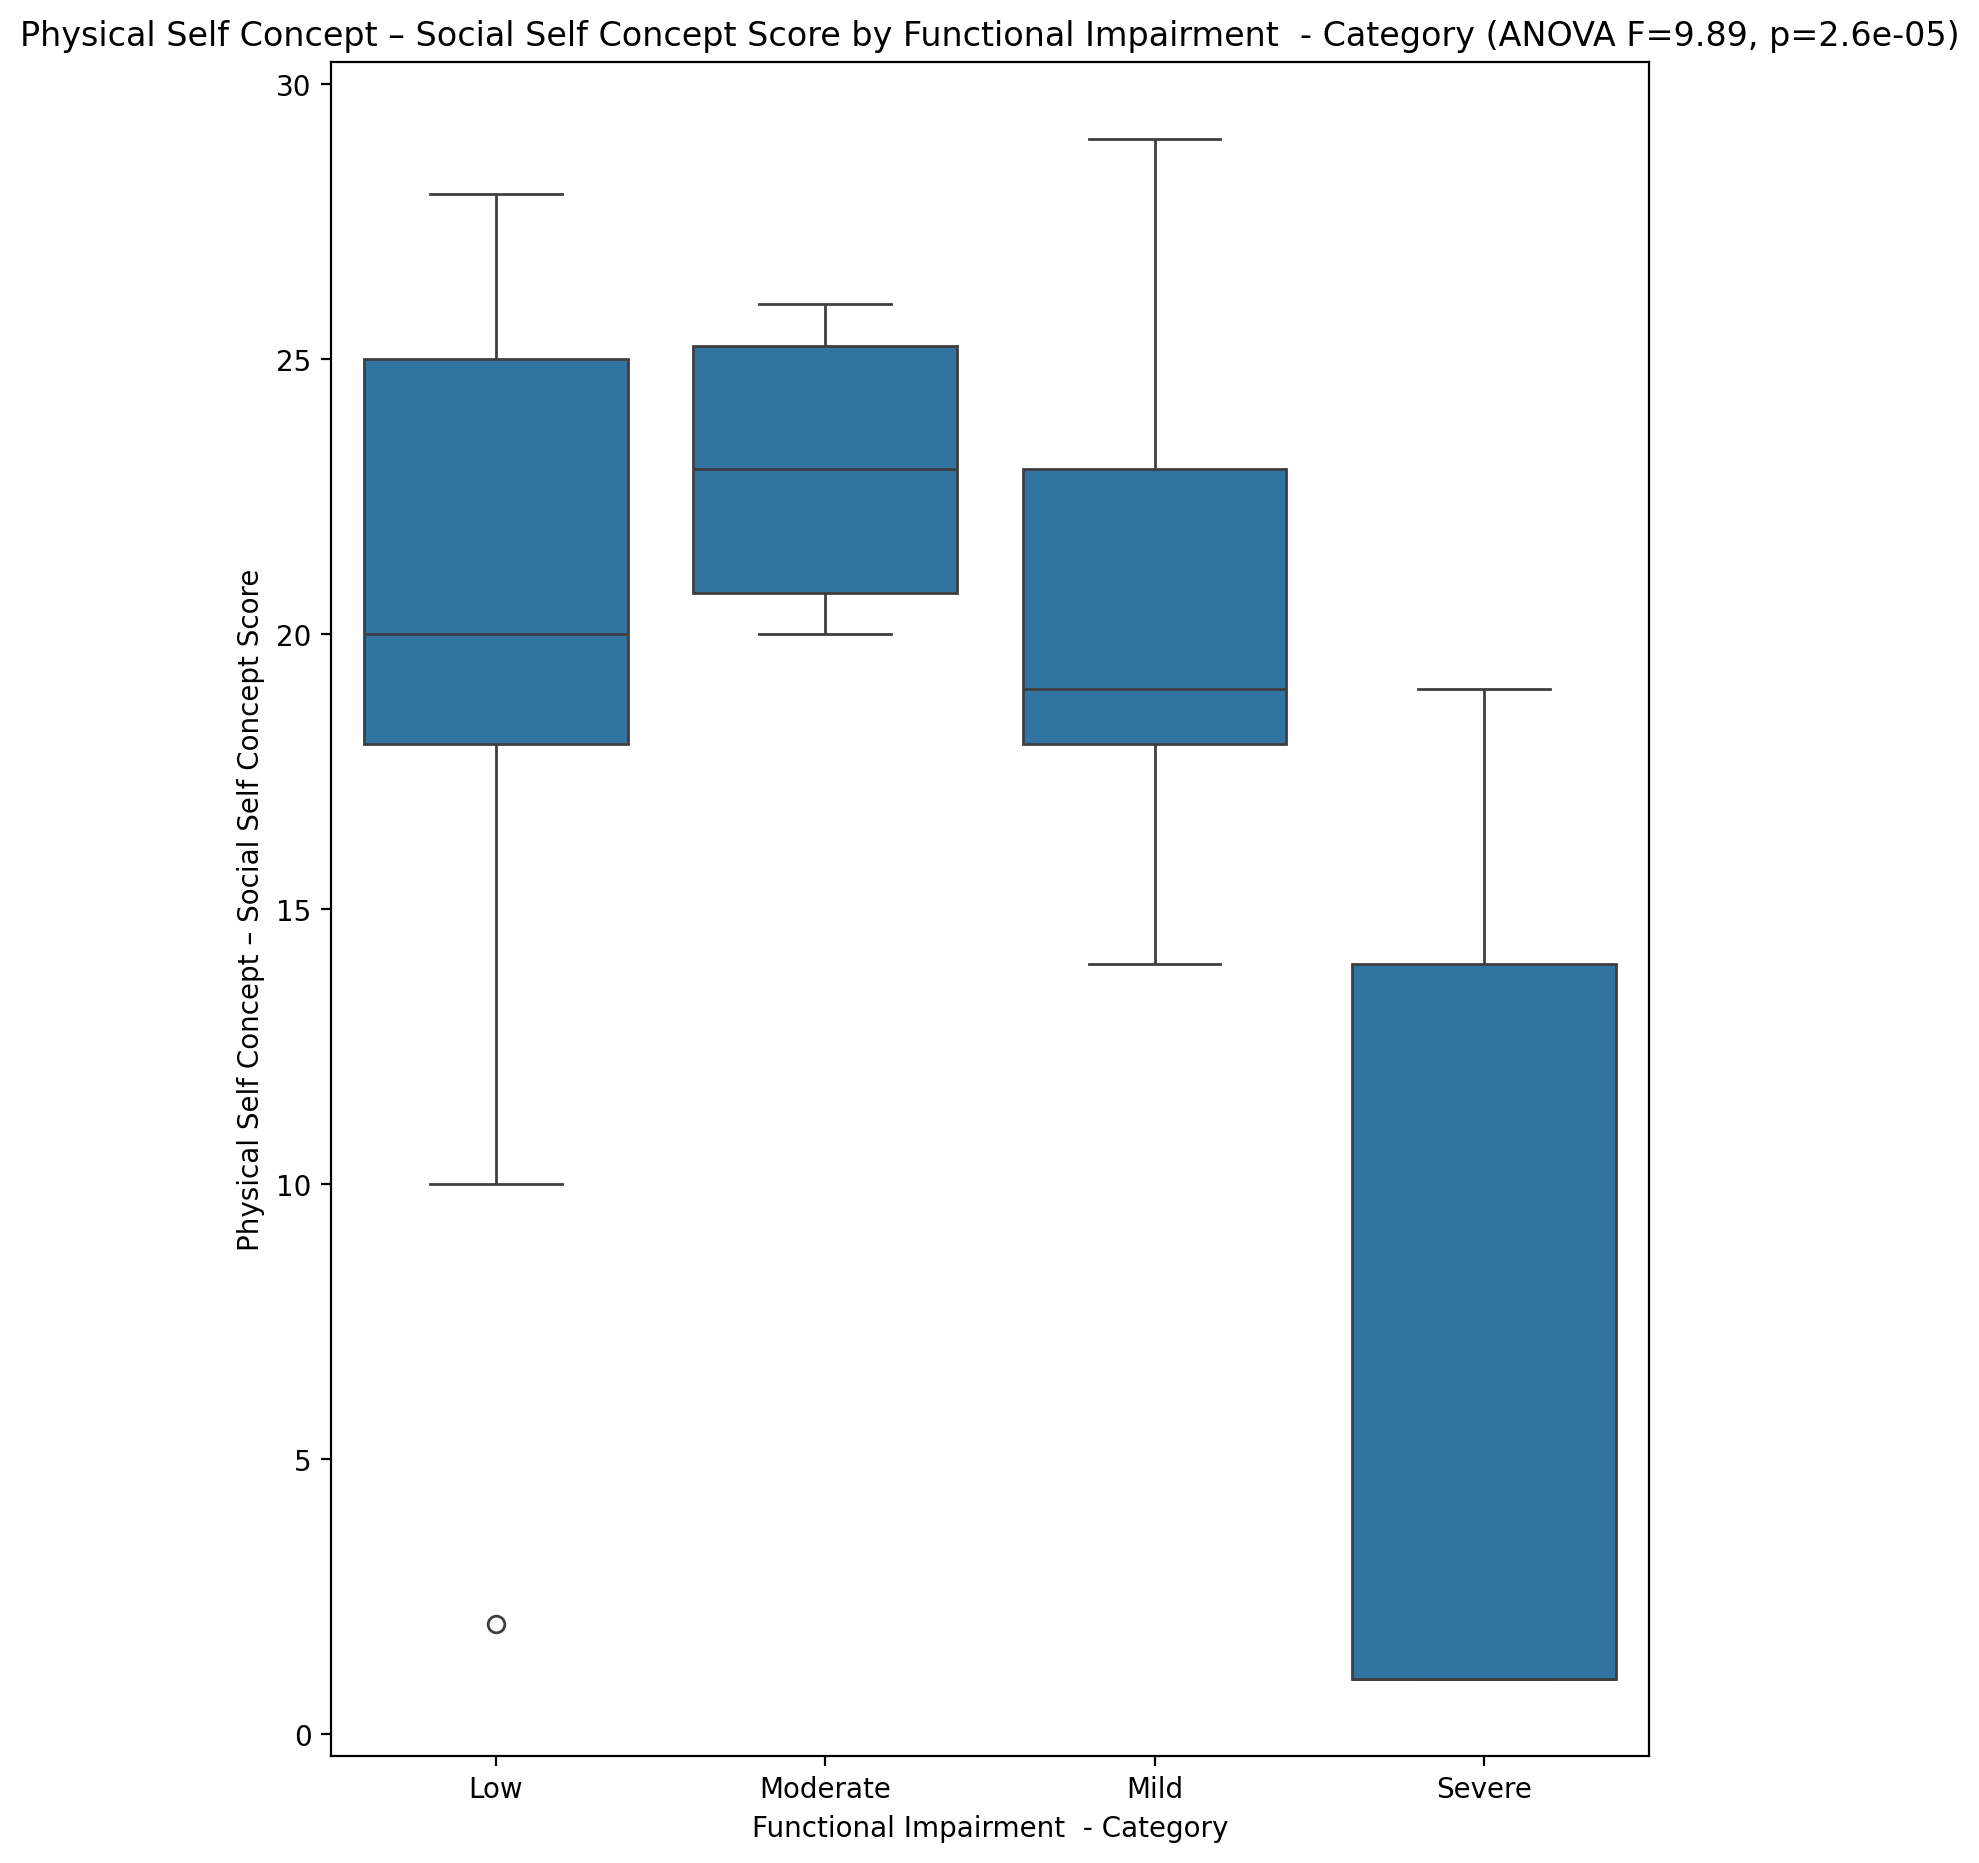 Physical Self Concept – Social Self Concept Score by Functional Impairment  - Category (ANOVA F=9.89, p=2.6e-05)
Physical Self Concept – Social Self Concept Score
30
25
20
15
10
5
0
Low Moderate Mild Severe
Functional Impairment  - Category